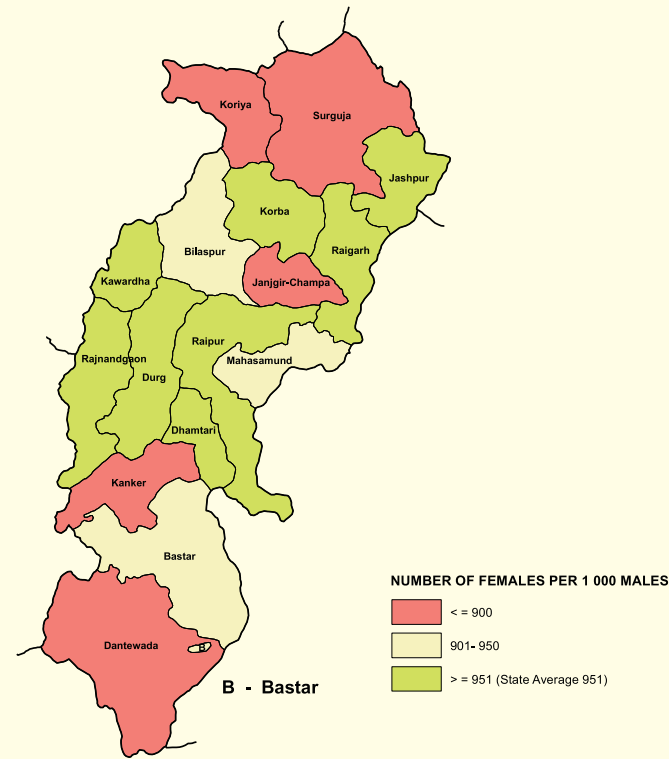 Koriya
Surguja
Jashpur
Korba
Raigarh
Bilaspur
Kawardha
Janjgir-Champa
Raipur
Rajnandgaon
Mahasamund
Durg
Dhamtari
Kanker
Bastar
Dantewada
B
B - Bastar
NUMBER OF FEMALES PER 1 000 MALES
< = 900
901- 950
> = 951 (State Average 951)